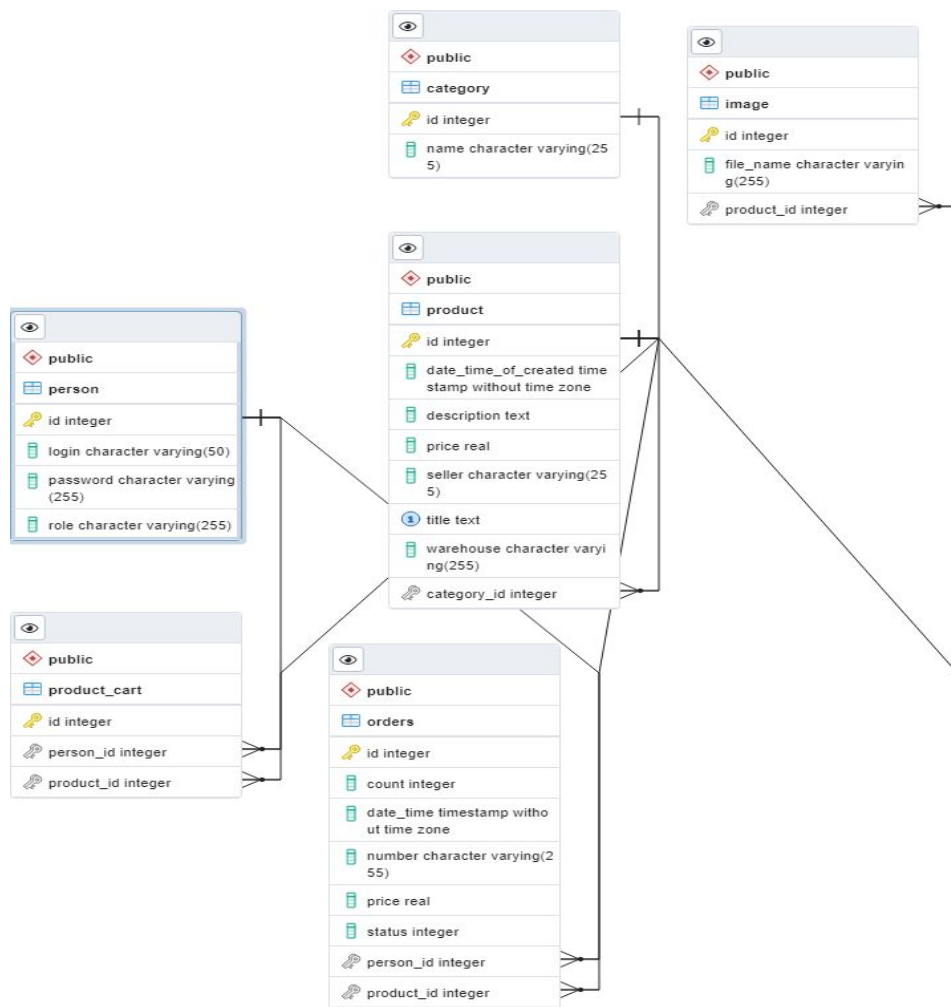 public
category
id integer
name character varying(25
5)
public
image
id integer
file_name character varyin
g(255)
product_id integer
public
product
id integer
date_time_of_created time
stamp without time zone
description text
price real
seller character varying(25
5)
1 title text
warehouse character varyi
ng(255)
category_id integer
public
person
id integer
login character varying(50)
password character varying
(255)
role character varying(255)
public
product_cart
id integer
person_id integer
product_id integer
public
orders
id integer
count integer
date_time timestamp witho
ut time zone
number character varying(2
55)
price real
status integer
person_id integer
product_id integer